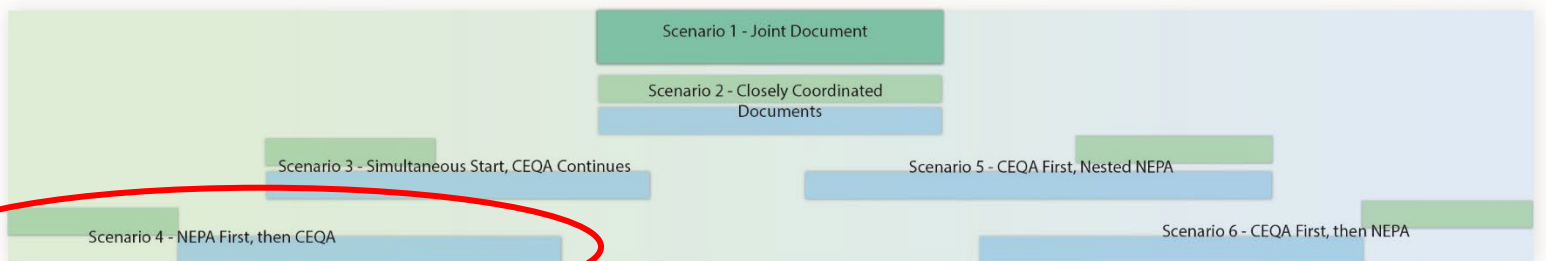 Scenario 1 - Joint Document
Scenario 2 - Closely Coordinated
Documents
Scenario 3 - Simultaneous Start, CEQA Continues
Scenario 5 - CEQA First, Nested NEPA
Scenario 4 - NEPA First, then CEQA
Scenario 6 - CEQA First, then NEPA